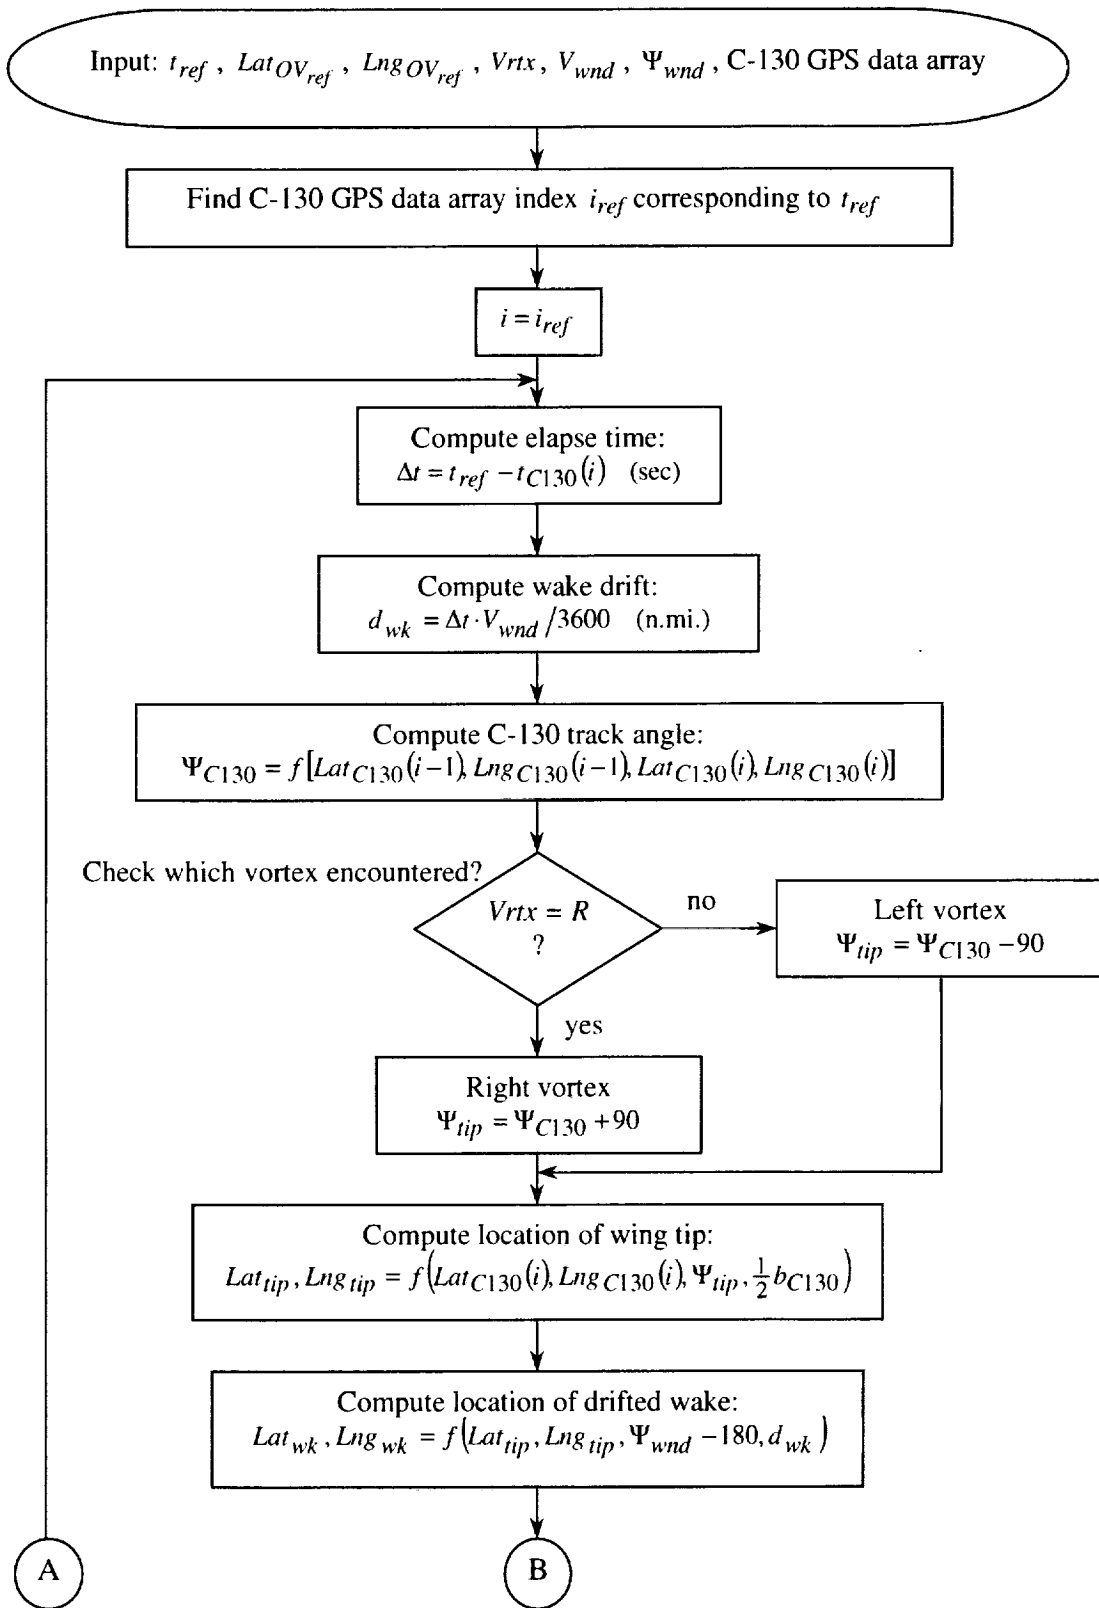 Input: t_ref , Lat_OV_ref , Lng_OV_ref , Vrtx, V_wnd , Ψ_wnd , C-130 GPS data array
Find C-130 GPS data array index i_ref corresponding to t_ref
i = i_ref
Compute elapse time:
Δt = t_ref − t_C130(i) (sec)
Compute wake drift:
d_wk = Δt · V_wnd /3600 (n.mi.)
Compute C-130 track angle:
Ψ_C130 = f[Lat_C130(i−1), Lng_C130(i−1), Lat_C130(i), Lng_C130(i)]
Check which vortex encountered?
Vrtx = R
?
no
Left vortex
Ψ_tip = Ψ_C130 − 90
yes
Right vortex
Ψ_tip = Ψ_C130 + 90
Compute location of wing tip:
Lat_tip, Lng_tip = f(Lat_C130(i), Lng_C130(i), Ψ_tip, 1/2 b_C130)
Compute location of drifted wake:
Lat_wk , Lng_wk = f(Lat_tip, Lng_tip, Ψ_wnd − 180, d_wk)
A
B